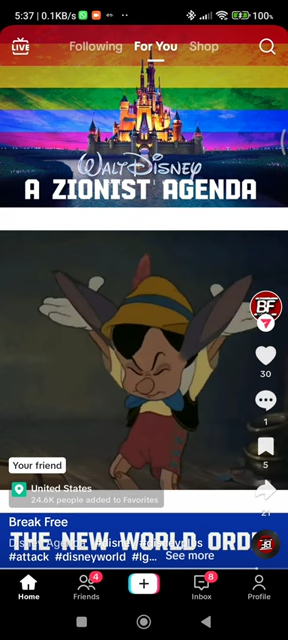 5:37 | 0.1KB/s
100%
LIVE
Following For You Shop
WALT DISNEY
A ZIONIST AGENDA
BF
30
1
5
21
Your friend
United States
24.6K people added to Favorites
Break Free
THE NEW WORLD ORD
#attack #disneyworld #lg... See more
Home
Friends
4
Inbox
8
Profile